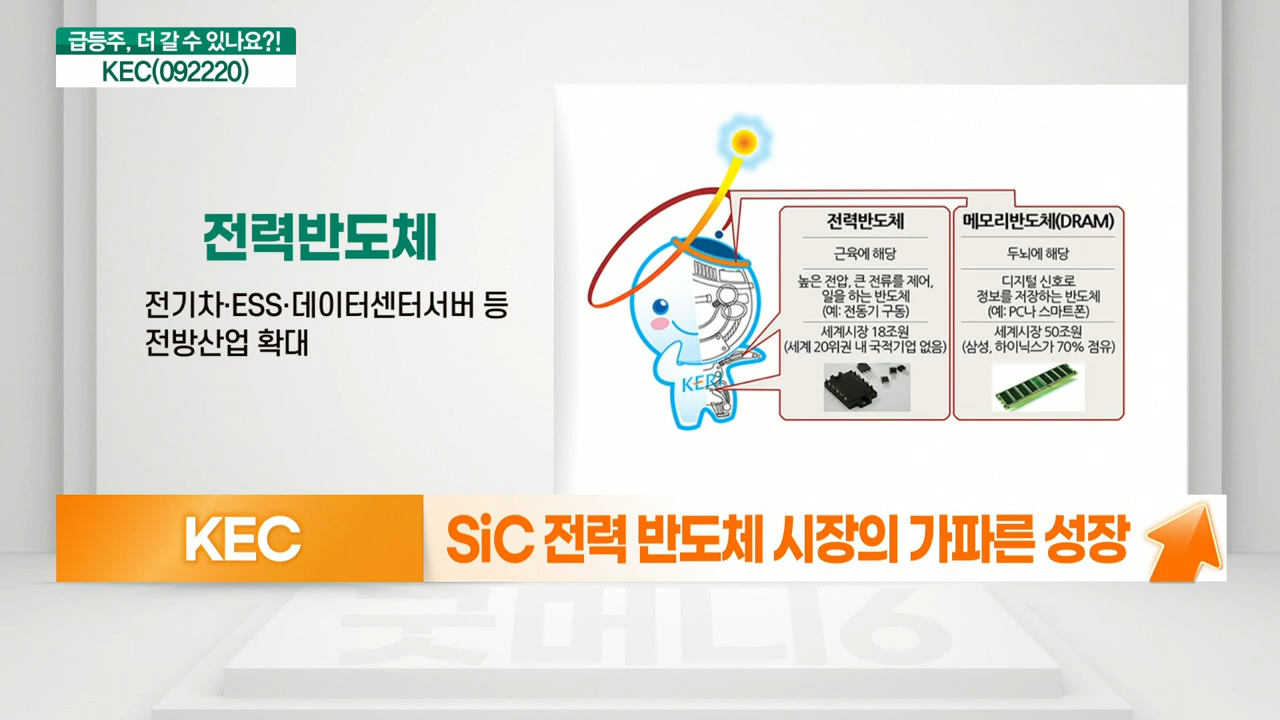 급등주, 더 갈 수 있나요?!
KEC(092220)
전력반도체
전기차·ESS·데이터센터서버 등
전방산업 확대
전력반도체
근육에 해당
높은 전압, 큰 전류를 제어,
일을 하는 반도체
(예: 전동기 구동)
세계시장 18조원
(세계 20위권 내 국적기업 없음)
메모리반도체(DRAM)
두뇌에 해당
디지털 신호로
정보를 저장하는 반도체
(예: PC나 스마트폰)
세계시장 50조원
(삼성, 하이닉스가 70% 점유)
KERI
KEC
SiC 전력 반도체 시장의 가파른 성장
굿머니6